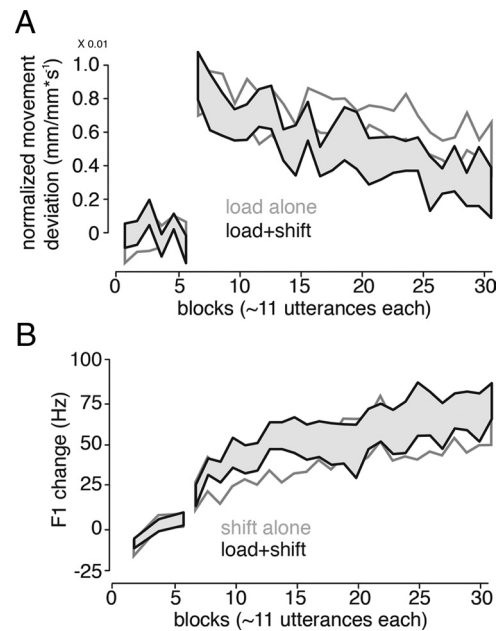 A
X 0.01
normalized movement
deviation (mm/mm*s¹)
1.0
0.8
0.6
0.4
0.2
0
load alone
load+shift
0 5 10 15 20 25 30
blocks (~11 utterances each)
B
F1 change (Hz)
100
75
50
25
0
-25
shift alone
load+shift
0 5 10 15 20 25 30
blocks (~11 utterances each)